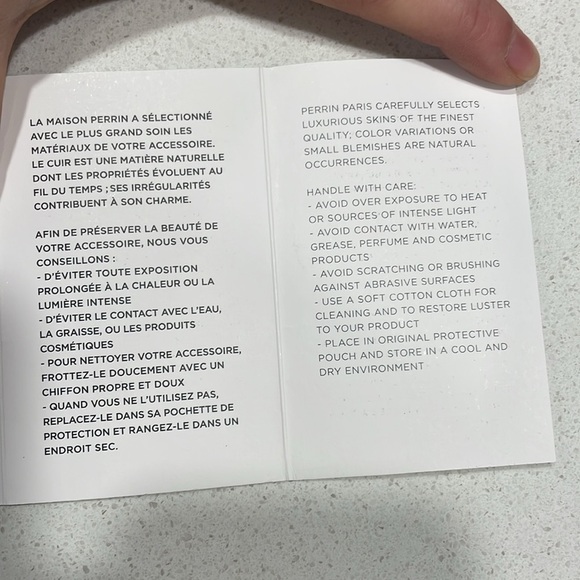 LA MAISON PERRIN A SÉLECTIONNÉ
AVEC LE PLUS GRAND SOIN LES
MATÉRIAUX DE VOTRE ACCESSOIRE.
LE CUIR EST UNE MATIÈRE NATURELLE
DONT LES PROPRIÉTÉS ÉVOLUENT AU
FIL DU TEMPS ; SES IRRÉGULARITÉS
CONTRIBUENT À SON CHARME.
AFIN DE PRÉSERVER LA BEAUTÉ DE
VOTRE ACCESSOIRE, NOUS VOUS
CONSEILLONS :
- D'ÉVITER TOUTE EXPOSITION
PROLONGÉE À LA CHALEUR OU LA
LUMIÈRE INTENSE
- D'ÉVITER LE CONTACT AVEC L'EAU,
LA GRAISSE, OU LES PRODUITS
COSMÉTIQUES
- POUR NETTOYER VOTRE ACCESSOIRE,
FROTTEZ-LE DOUCEMENT AVEC UN
CHIFFON PROPRE ET DOUX
- QUAND VOUS NE L'UTILISEZ PAS,
REPLACEZ-LE DANS SA POCHETTE DE
PROTECTION ET RANGEZ-LE DANS UN
ENDROIT SEC.
PERRIN PARIS CAREFULLY SELECTS
LUXURIOUS SKINS OF THE FINEST
QUALITY; COLOR VARIATIONS OR
SMALL BLEMISHES ARE NATURAL
OCCURRENCES.
HANDLE WITH CARE:
- AVOID OVER EXPOSURE TO HEAT
OR SOURCES OF INTENSE LIGHT
- AVOID CONTACT WITH WATER,
GREASE, PERFUME AND COSMETIC
PRODUCTS
- AVOID SCRATCHING OR BRUSHING
AGAINST ABRASIVE SURFACES
- USE A SOFT COTTON CLOTH FOR
CLEANING AND TO RESTORE LUSTER
TO YOUR PRODUCT
- PLACE IN ORIGINAL PROTECTIVE
POUCH AND STORE IN A COOL AND
DRY ENVIRONMENT